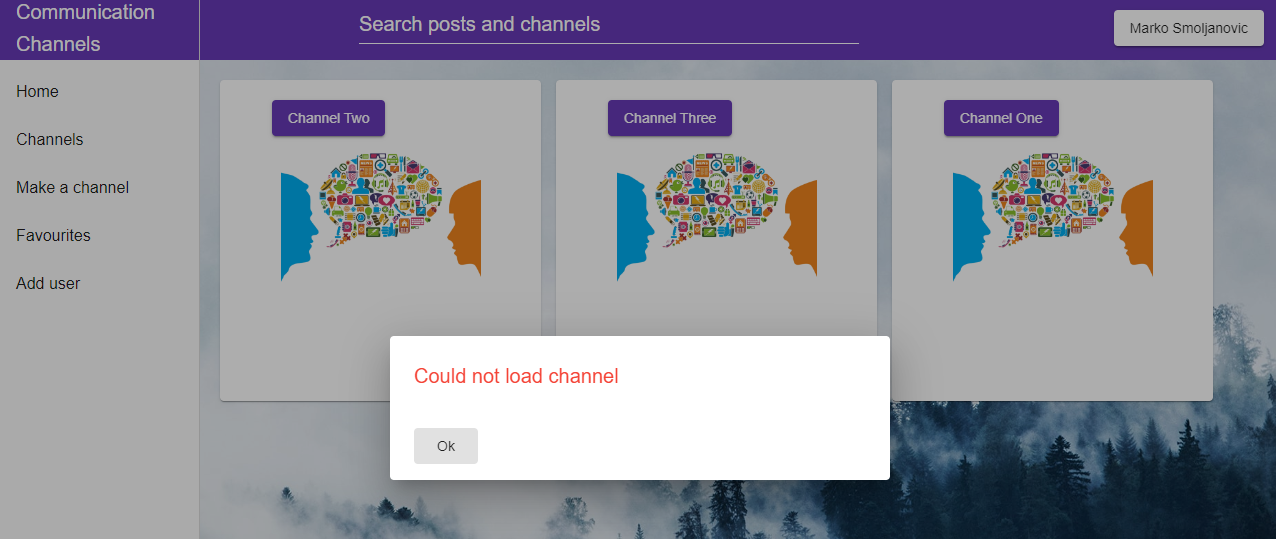 Communication
Channels
Search posts and channels
Marko Smoljanovic
Home
Channels
Make a channel
Favourites
Add user
Channel Two
Channel Three
Channel One
Could not load channel
Ok